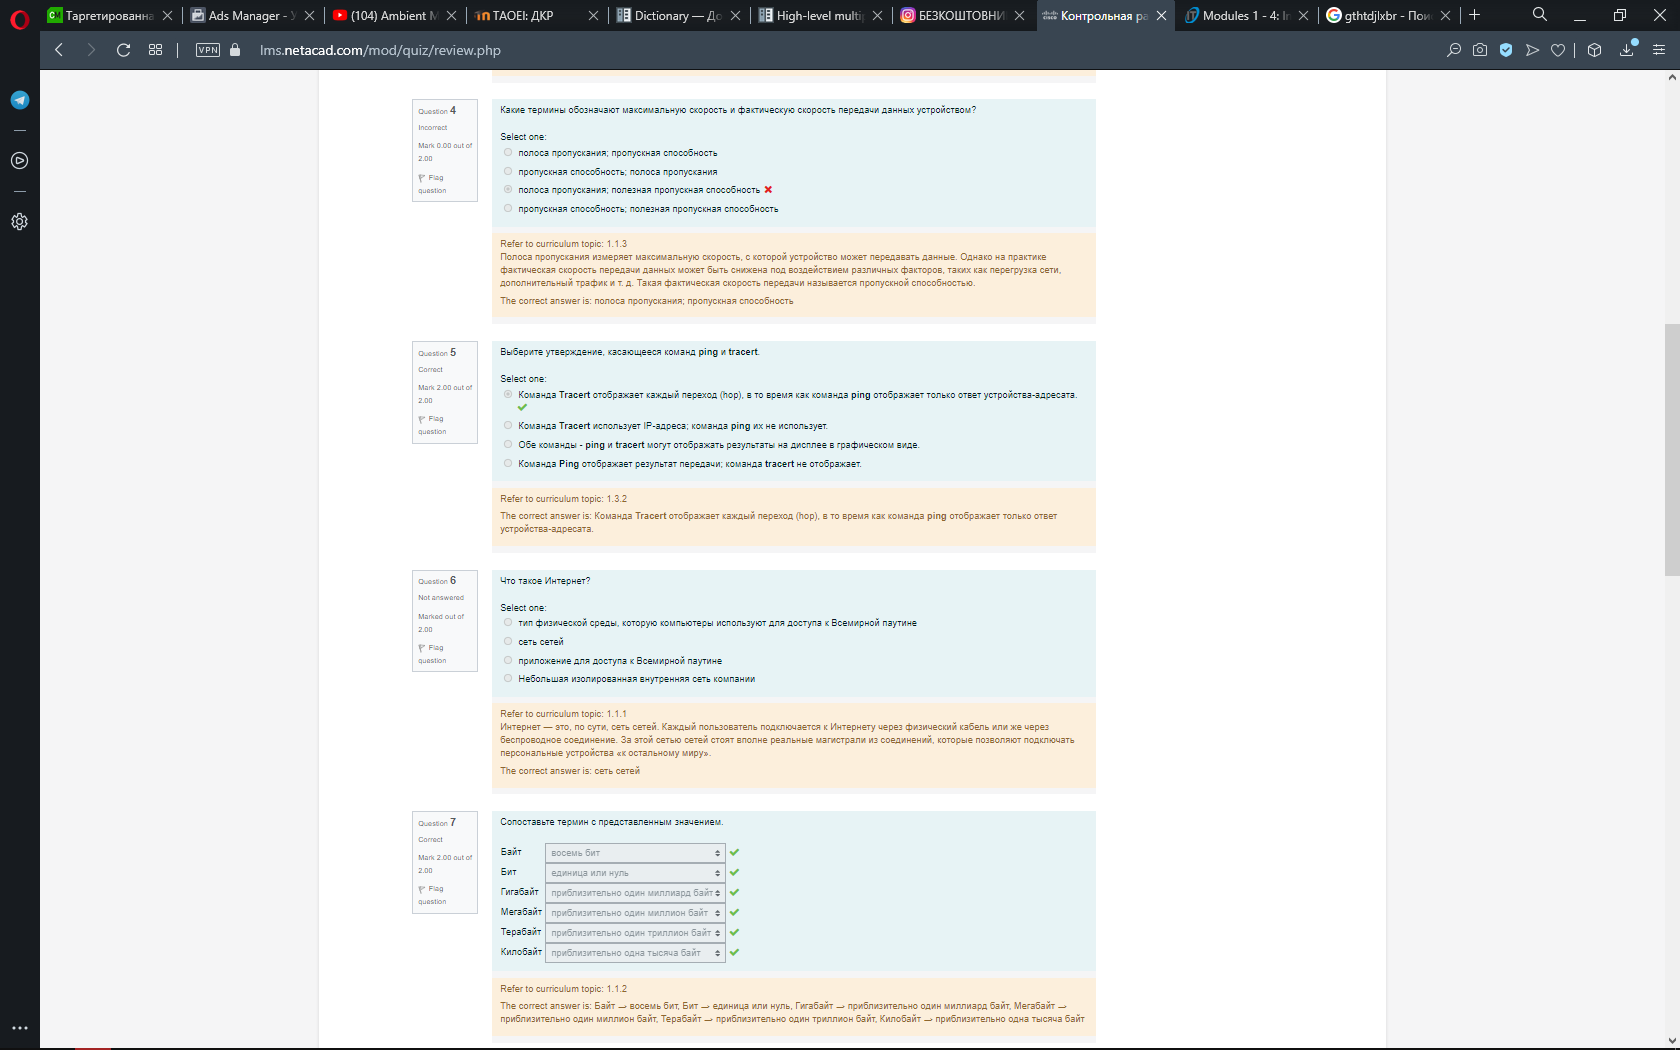 Таргетированна
Ads Manager - У
(104) Ambient M
TAOEI: ДКР
Dictionary — До
High-level multip
БЕЗКОШТОВНИ
Контрольная ра
Modules 1 - 4: In
gthtdjlxbr - Пои
VPN
lms.netacad.com/mod/quiz/review.php
Question 4
Incorrect
Mark 0.00 out of
2.00
Flag
question
Какие термины обозначают максимальную скорость и фактическую скорость передачи данных устройством?
Select one:
полоса пропускания; пропускная способность
пропускная способность; полоса пропускания
полоса пропускания; полезная пропускная способность
пропускная способность; полезная пропускная способность
Refer to curriculum topic: 1.1.3
Полоса пропускания измеряет максимальную скорость, с которой устройство может передавать данные. Однако на практике
фактическая скорость передачи данных может быть снижена под воздействием различных факторов, таких как перегрузка сети,
дополнительный трафик и т. д. Такая фактическая скорость передачи называется пропускной способностью.
The correct answer is: полоса пропускания; пропускная способность
Question 5
Correct
Mark 2.00 out of
2.00
Flag
question
Выберите утверждение, касающееся команд ping и tracert.
Select one:
Команда Tracert отображает каждый переход (hop), в то время как команда ping отображает только ответ устройства-адресата.
Команда Tracert использует IP-адреса; команда ping их не использует.
Обе команды - ping и tracert могут отображать результаты на дисплее в графическом виде.
Команда Ping отображает результат передачи; команда tracert не отображает.
Refer to curriculum topic: 1.3.2
The correct answer is: Команда Tracert отображает каждый переход (hop), в то время как команда ping отображает только ответ
устройства-адресата.
Question 6
Not answered
Marked out of
2.00
Flag
question
Что такое Интернет?
Select one:
тип физической среды, которую компьютеры используют для доступа к Всемирной паутине
сеть сетей
приложение для доступа к Всемирной паутине
Небольшая изолированная внутренняя сеть компании
Refer to curriculum topic: 1.1.1
Интернет — это, по сути, сеть сетей. Каждый пользователь подключается к Интернету через физический кабель или же через
беспроводное соединение. За этой сетью сетей стоят вполне реальные магистрали из соединений, которые позволяют подключать
персональные устройства «к остальному миру».
The correct answer is: сеть сетей
Question 7
Correct
Mark 2.00 out of
2.00
Flag
question
Сопоставьте термин с представленным значением.
Байт восемь бит
Бит единица или нуль
Гигабайт приблизительно один миллиард байт
Мегабайт приблизительно один миллион байт
Терабайт приблизительно один триллион байт
Килобайт приблизительно одна тысяча байт
Refer to curriculum topic: 1.1.2
The correct answer is: Байт → восемь бит, Бит → единица или нуль, Гигабайт → приблизительно один миллиард байт, Мегабайт →
приблизительно один миллион байт, Терабайт → приблизительно один триллион байт, Килобайт → приблизительно одна тысяча байт